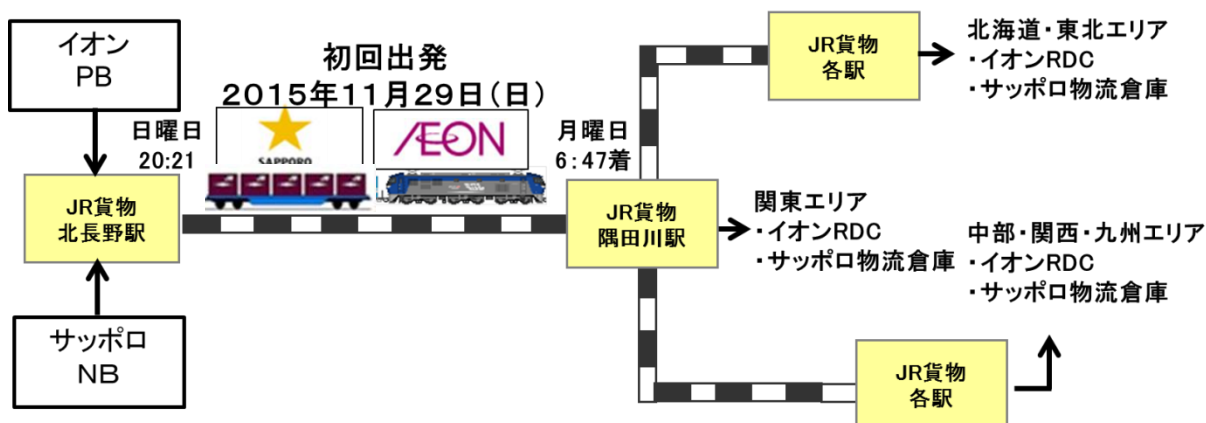 イオン
PB
初回出発
2015年11月29日(日)
日曜日
20:21
SAPPORO
ÆON
月曜日
6:47着
JR貨物
北長野駅
サッポロ
NB
JR貨物
隅田川駅
JR貨物
各駅
北海道・東北エリア
・イオンRDC
・サッポロ物流倉庫
関東エリア
・イオンRDC
・サッポロ物流倉庫
中部・関西・九州エリア
・イオンRDC
・サッポロ物流倉庫
JR貨物
各駅